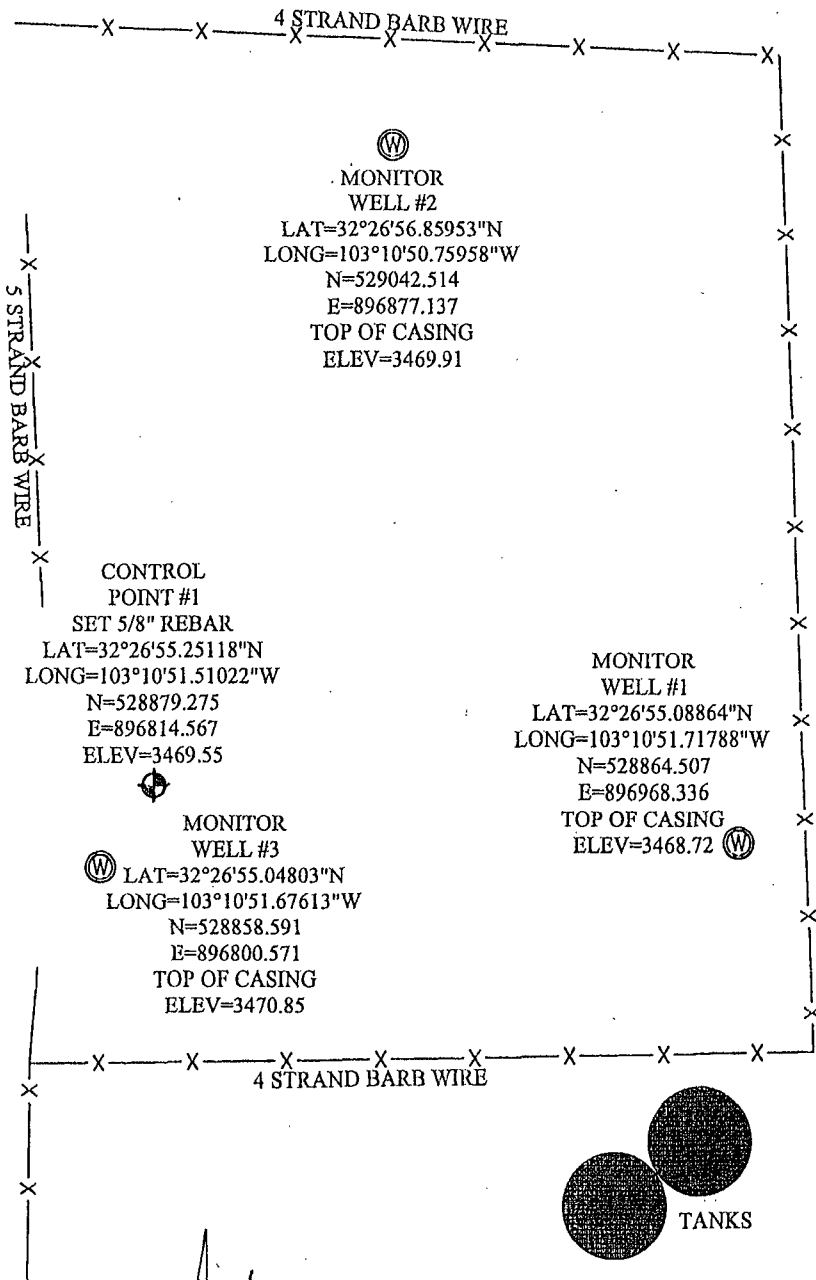 4 STRAND BARB WIRE
W
MONITOR
WELL #2
LAT=32°26'56.85953"N
LONG=103°10'50.75958"W
N=529042.514
E=896877.137
TOP OF CASING
ELEV=3469.91
5 STRAND BARB WIRE
CONTROL
POINT #1
SET 5/8" REBAR
LAT=32°26'55.25118"N
LONG=103°10'51.51022"W
N=528879.275
E=896814.567
ELEV=3469.55
MONITOR
WELL #1
LAT=32°26'55.08864"N
LONG=103°10'51.71788"W
N=528864.507
E=896968.336
TOP OF CASING
ELEV=3468.72 W
MONITOR
WELL #3
W LAT=32°26'55.04803"N
LONG=103°10'51.67613"W
N=528858.591
E=896800.571
TOP OF CASING
ELEV=3470.85
4 STRAND BARB WIRE
TANKS